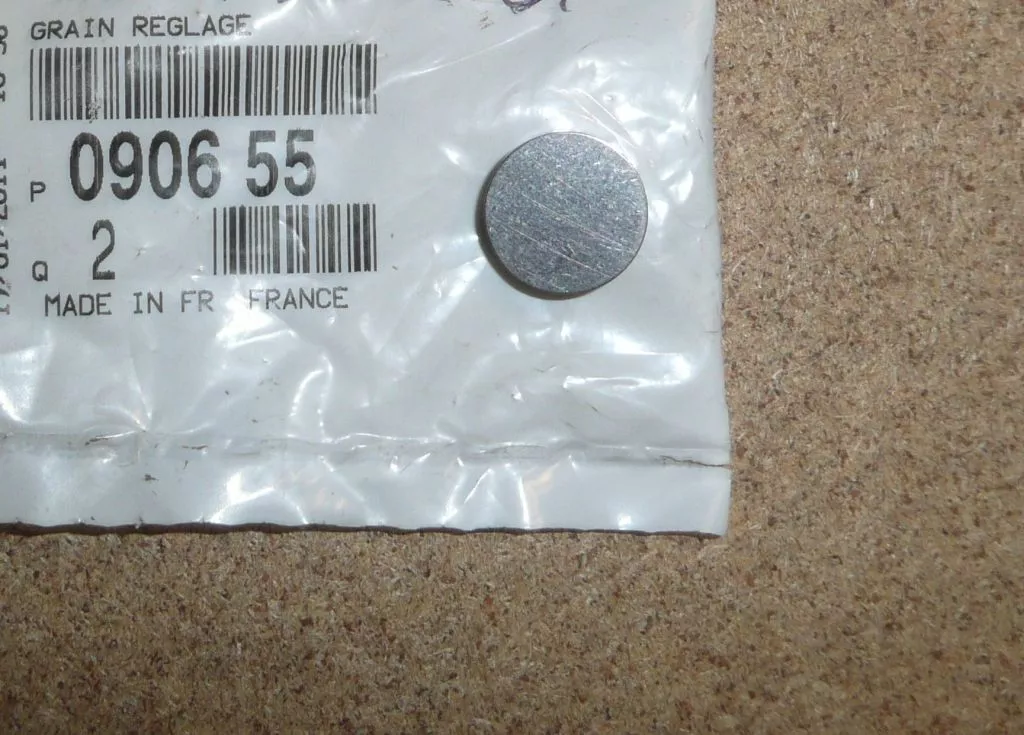 GRAIN REGLAGE
P 0906 55
Q 2
MADE IN FR FRANCE